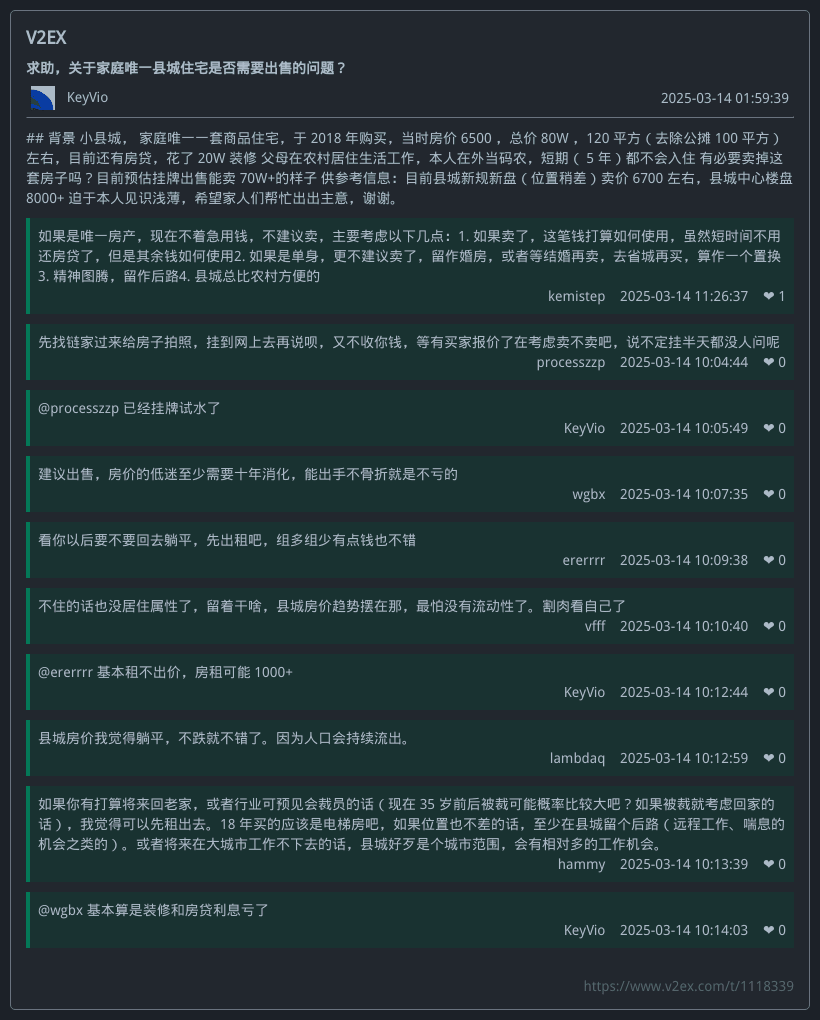 V2EX
求助，关于家庭唯一县城住宅是否需要出售的问题？
KeyVio 2025-03-14 01:59:39
## 背景 小县城， 家庭唯一一套商品住宅，于 2018 年购买，当时房价 6500 ，总价 80W ，120 平方（ 去除公摊 100 平方 ）
左右，目前还有房贷，花了 20W 装修 父母在农村居住生活工作，本人在外当码农，短期（ 5 年 ）都不会入住 有必要卖掉这
套房子吗？目前预估挂牌出售能卖 70W+的样子 供参考信息：目前县城新规新盘（ 位置稍差 ）卖价 6700 左右，县城中心楼盘
8000+ 迫于本人见识浅薄，希望家人们帮忙出出主意，谢谢。
如果是唯一房产，现在不着急用钱，不建议卖，主要考虑以下几点：1. 如果卖了，这笔钱打算如何使用，虽然短时间不用
还房贷了，但是其余钱如何使用2. 如果是单身，更不建议卖了，留作婚房，或者等结婚再卖，去省城再买，算作一个置换
3. 精神图腾，留作后路4. 县城总比农村方便的
kemistep 2025-03-14 11:26:37 ❤ 1
先找链家过来给房子拍照，挂到网上去再说呗，又不收你钱，等有买家报价了在考虑卖不卖吧，说不定挂半天都没人问呢
processzzp 2025-03-14 10:04:44 ❤ 0
@processzzp 已经挂牌试水了
KeyVio 2025-03-14 10:05:49 ❤ 0
建议出售，房价的低迷至少需要十年消化，能出手不骨折就是不亏的
wgbx 2025-03-14 10:07:35 ❤ 0
看你以后要不要回去躺平，先出租吧，组多组少有点钱也不错
ererrrr 2025-03-14 10:09:38 ❤ 0
不住的话也没居住属性了，留着干啥，县城房价趋势摆在那，最怕没有流动性了。割肉看自己了
vfff 2025-03-14 10:10:40 ❤ 0
@ererrrr 基本租不出价，房租可能 1000+
KeyVio 2025-03-14 10:12:44 ❤ 0
县城房价我觉得躺平，不跌就不错了。因为人口会持续流出。
lambdaq 2025-03-14 10:12:59 ❤ 0
如果你有打算将来回老家，或者行业可预见会裁员的话（ 现在 35 岁前后被裁可能概率比较大吧？如果被裁就考虑回家的
话 ），我觉得可以先租出去。18 年买的应该是电梯房吧，如果位置也不差的话，至少在县城留个后路（ 远程工作、喘息的
机会之类的 ）。或者将来在大城市工作不下去的话，县城好歹是个城市范围，会有相对多的工作机会。
hammy 2025-03-14 10:13:39 ❤ 0
@wgbx 基本算是装修和房贷利息亏了
KeyVio 2025-03-14 10:14:03 ❤ 0
https://www.v2ex.com/t/1118339